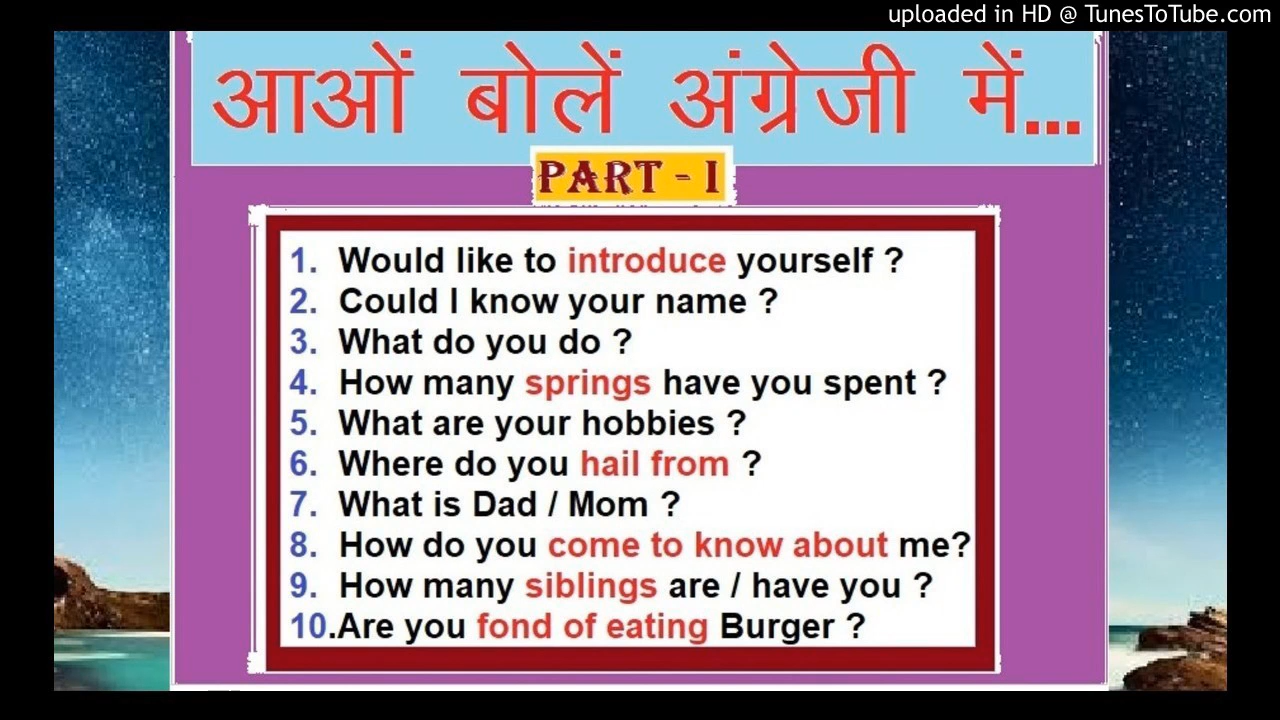 uploaded in HD @ TunesToTube.com
आओं बोलें अंग्रेजी में...
PART - I
1. Would like to introduce yourself ?
2. Could I know your name ?
3. What do you do ?
4. How many springs have you spent ?
5. What are your hobbies ?
6. Where do you hail from ?
7. What is Dad / Mom ?
8. How do you come to know about me?
9. How many siblings are / have you ?
10.Are you fond of eating Burger ?